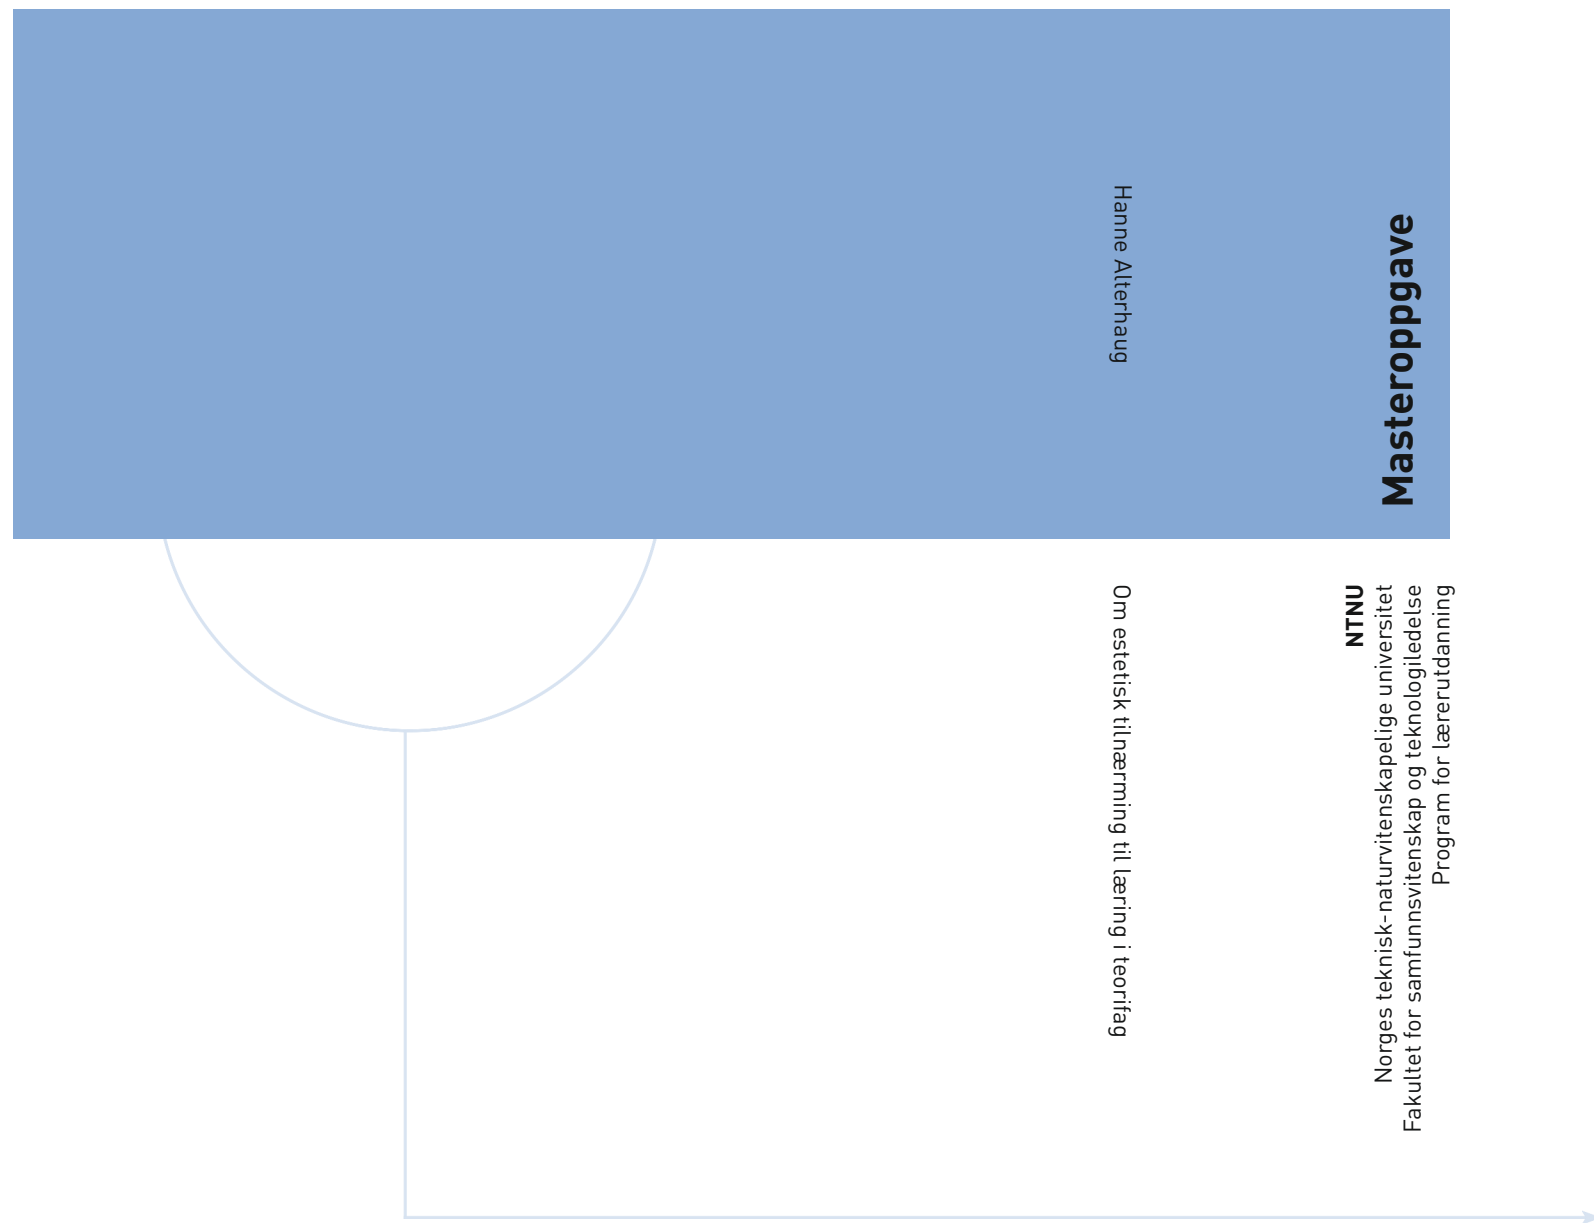 Masteroppgave
NTNU
Norges teknisk-naturvitenskapelige universitet
Fakultet for samfunnsvitenskap og teknologiledelse
Program for lærerutdanning
Hanne Alterhaug
Om estetisk tilnærming til læring i teorifag